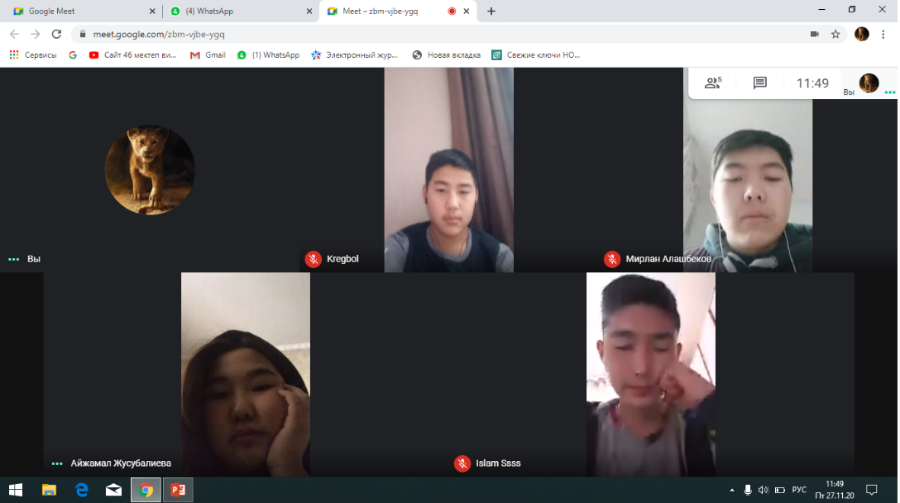 Google Meet
(4) WhatsApp
Meet – zbm-vjbe-ygq
meet.google.com/zbm-vjbe-ygq
Сервисы
Сайт 46 мектеп ви...
Gmail
(1) WhatsApp
Электронный жур...
Новая вкладка
Свежие ключи НО...
5
11:49
Вы
Вы
Kregbol
Мирлан Алашбеков
Айжамал Жусубалиева
Islam Ssss
РУС
11:49
Пт 27.11.20